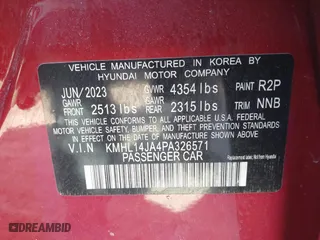 VEHICLE MANUFACTURED IN KOREA BY
HYUNDAI MOTOR COMPANY
JUN/2023 GVWR 4354 lbs PAINT R2P
GAWR FRONT 2513 lbs GAWR REAR 2315 lbs TRIM NNB
THIS VEHICLE CONFORMS TO ALL APPLICABLE U.S.A FEDERAL
MOTOR VEHICLE SAFETY, BUMPER, AND THEFT PREVENTION
STANDARDS IN EFFECT ON THE DATE OF MANUFACTURE SHOWN ABOVE.
V.I.N KMHL14JA4PA326571
PASSENGER CAR